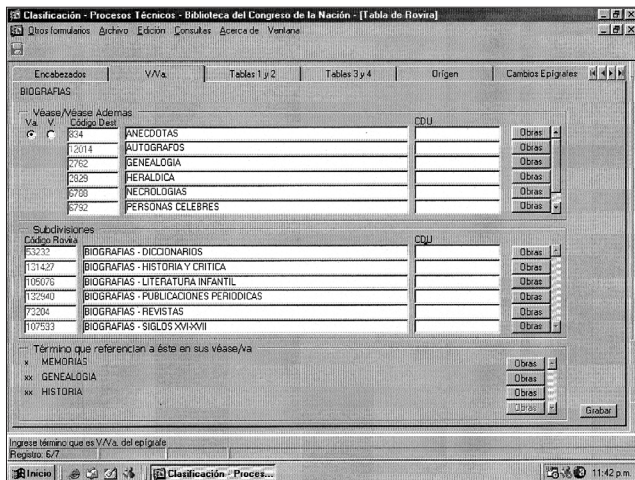 Clasificación - Procesos Técnicos - Biblioteca del Congreso de la Nación - [Tabla de Rovira]
Otros formularios Archivo Edición Consultas Acerca de Ventana
Encabezados V/Va. Tablas 1 y 2 Tablas 3 y 4 Orígen Cambios Epígrafes
BIOGRAFIAS
Véase/Véase Ademas
Va. V. Código Dest CDU
834 ANECDOTAS Obras
12014 AUTOGRAFOS Obras
2762 GENEALOGIA Obras
2829 HERALDICA Obras
6788 NECROLOGIAS Obras
6792 PERSONAS CELEBRES Obras
Subdivisiones
Código Rovira CDU
53232 BIOGRAFIAS - DICCIONARIOS Obras
131427 BIOGRAFIAS - HISTORIA Y CRITICA Obras
105076 BIOGRAFIAS - LITERATURA INFANTIL Obras
132940 BIOGRAFIAS - PUBLICACIONES PERIODICAS Obras
73204 BIOGRAFIAS - REVISTAS Obras
107533 BIOGRAFIAS - SIGLOS XVI-XVII Obras
Término que referencian a éste en sus véase/va
x MEMORIAS Obras
xx GENEALOGIA Obras
xx HISTORIA Obras
Obras
Grabar
Ingrese término que es V/Va. del epígrafe
Registro: 6/7
Inicio Clasificación - Proces... 11:42 p.m.